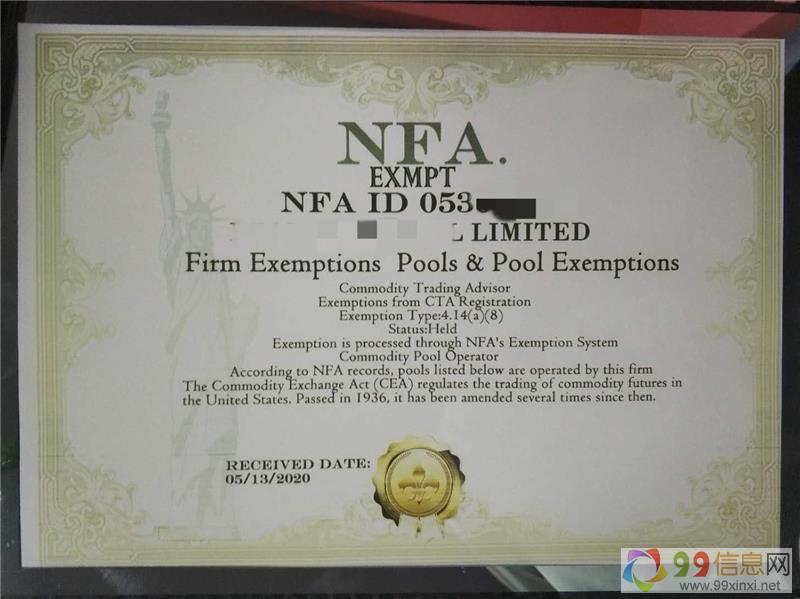 NFA.
EXMPT
NFA ID 053
LIMITED
Firm Exemptions Pools & Pool Exemptions
Commodity Trading Advisor
Exemptions from CTA Registration
Exemption Type:4.14(a)(8)
Status:Held
Exemption is processed through NFA's Exemption System
Commodity Pool Operator
According to NFA records, pools listed below are operated by this firm
The Commodity Exchange Act (CEA) regulates the trading of commodity futures in
the United States. Passed in 1936, it has been amended several times since then.
RECEIVED DATE:
05/13/2020
99信息网
www.99xinxi.net